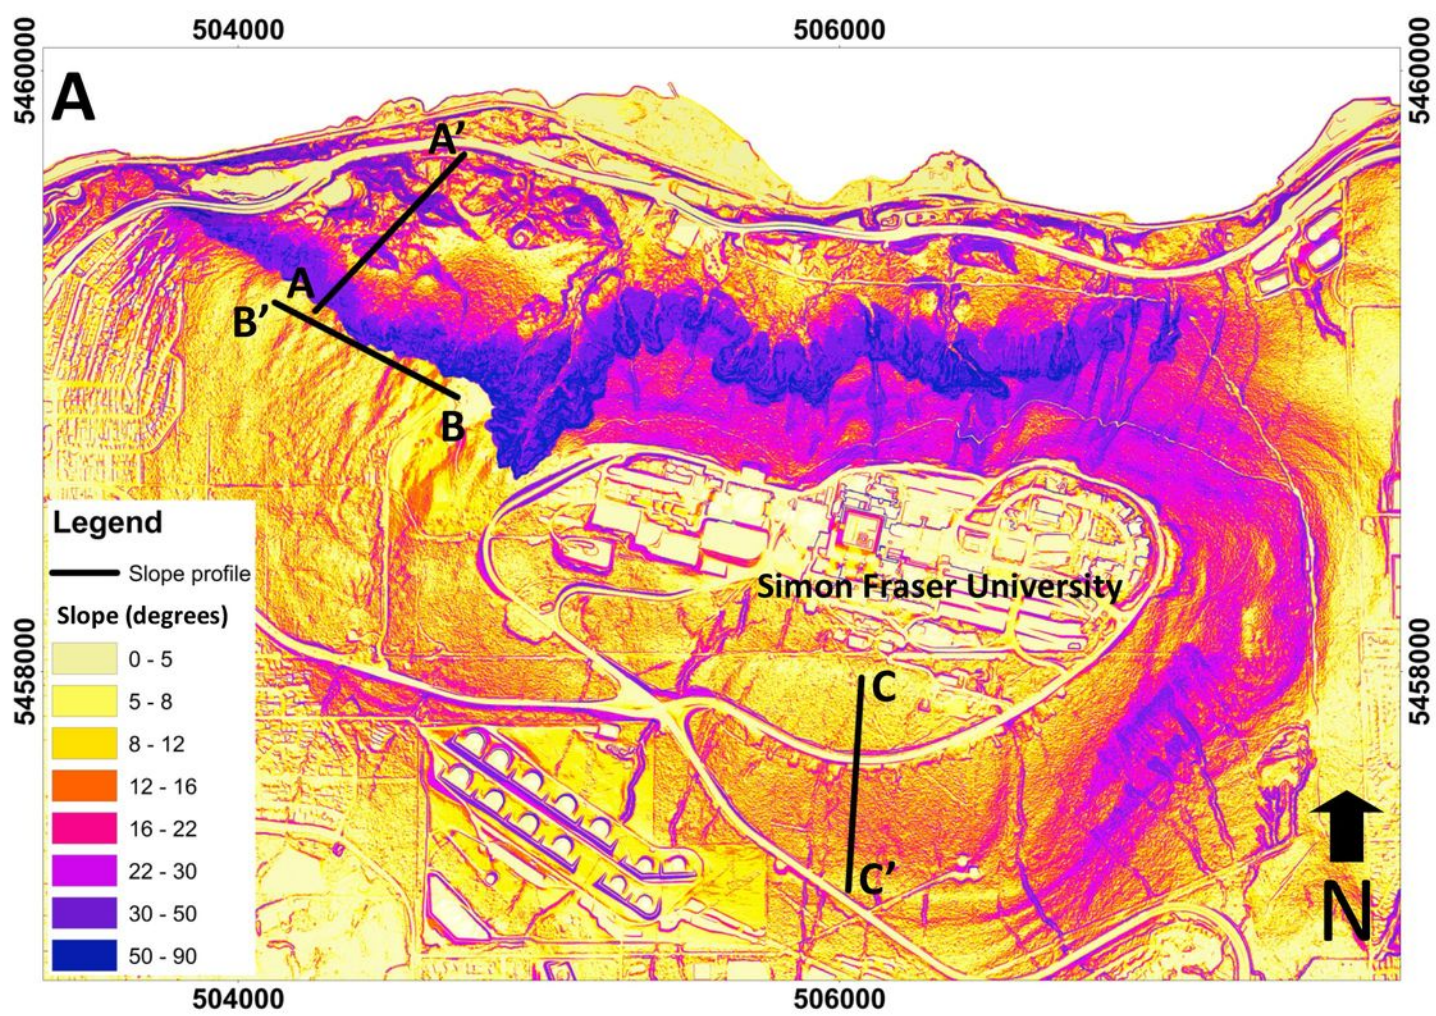 504000
506000
5460000
5460000
A
A’
A
B’
B
Legend
Slope profile
Slope (degrees)
0 - 5
5 - 8
8 - 12
12 - 16
16 - 22
22 - 30
30 - 50
50 - 90
Simon Fraser University
C
C’
5458000
5458000
N
504000
506000